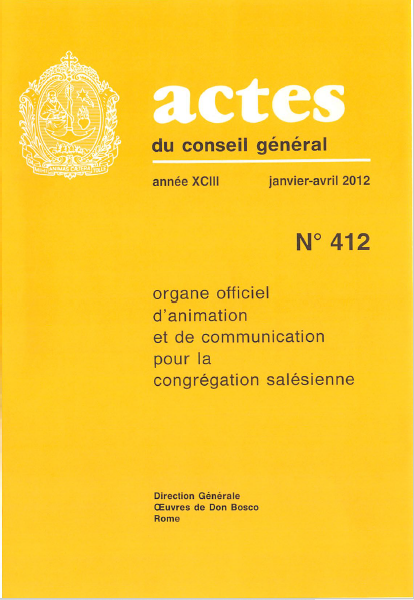 actes
du conseil général
année XCIII janvier-avril 2012
N° 412
organe officiel
d'animation
et de communication
pour la
congrégation salésienne
Direction Générale
Œuvres de Don Bosco
Rome